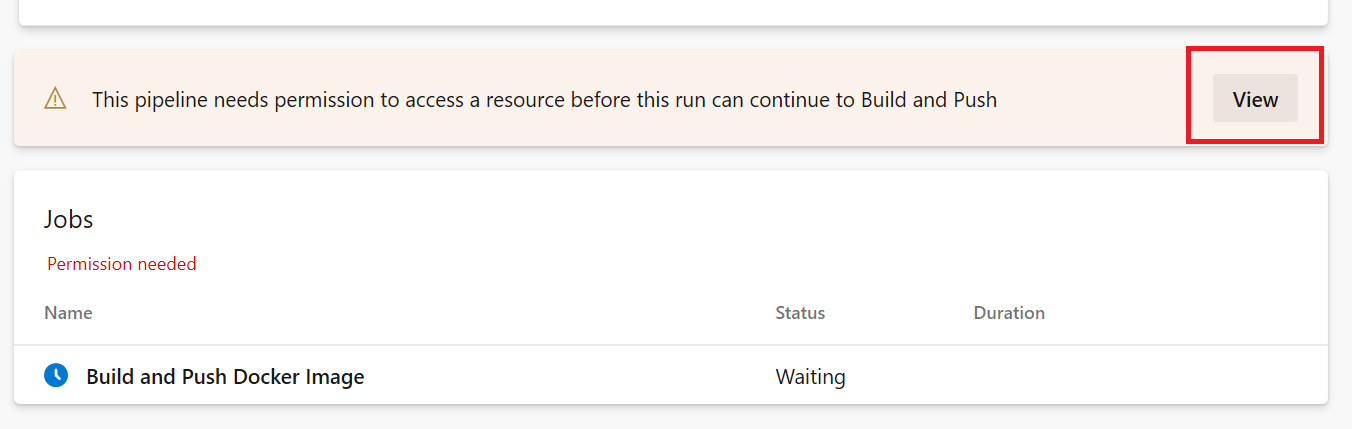 This pipeline needs permission to access a resource before this run can continue to Build and Push
View
Jobs
Permission needed
Name Status Duration
Build and Push Docker Image Waiting